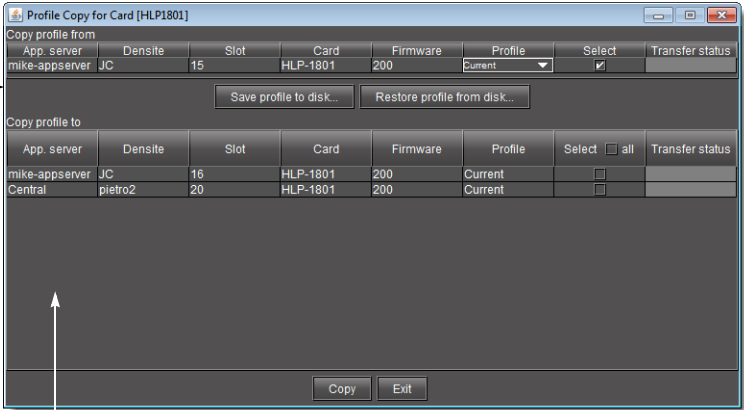 Profile Copy for Card [HLP1801]
Copy profile from
App. server Densite Slot Card Firmware Profile Select Transfer status
mike-appserver JC 15 HLP-1801 200 Current
Save profile to disk... Restore profile from disk...
Copy profile to
App. server Densite Slot Card Firmware Profile Select all Transfer status
mike-appserver JC 16 HLP-1801 200 Current
Central pietro2 20 HLP-1801 200 Current
Copy Exit